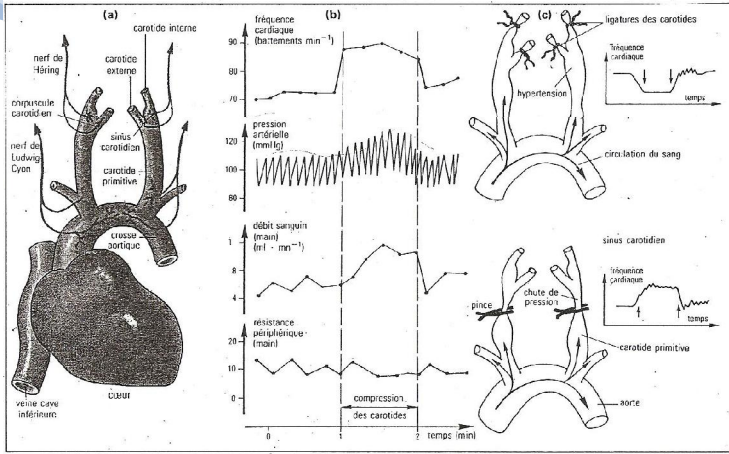 (a)
carotide interne
nerf de
Héring
carotide
externe
corpuscule
carotidien
sinus
carotidien
nerf de
Ludwig-
Cyon
carotide
primitive
crosse
aortique
cœur
veine cave
inférieure
(b)
fréquence
cardiaque
(battements min⁻¹)
90
80
70
pression
artérielle
(mmHg)
120
100
80
débit sanguin
(main)
(ml - mn⁻¹)
1
8
6
4
résistance
périphérique
(main)
20
10
0
compression
des carotides
0
1
2
temps (min)
(c)
ligatures des carotides
hypertension
fréquence
cardiaque
temps
circulation du sang
sinus carotidien
pince
chute de
pression
fréquence
cardiaque
temps
carotide primitive
aorte